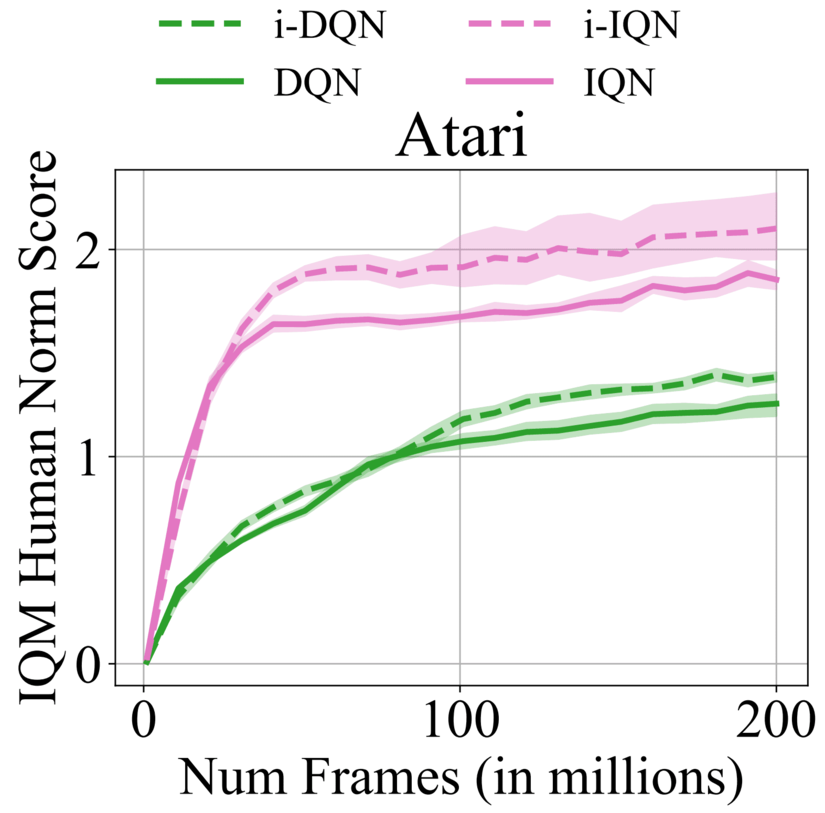 i-DQN i-IQN
DQN IQN
Atari
IQM Human Norm Score
2
1
0
0 100 200
Num Frames (in millions)